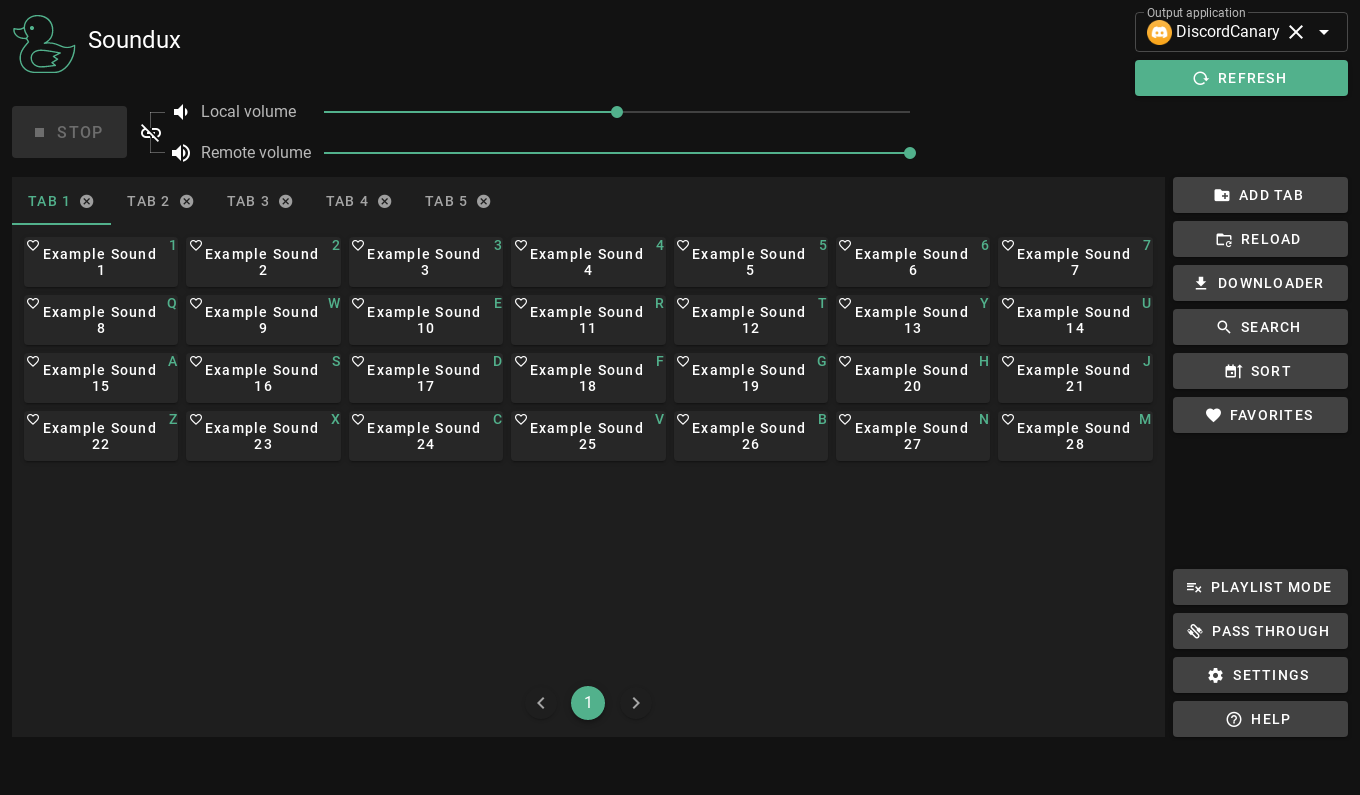 Soundux
Output application
DiscordCanary
REFRESH
STOP
Local volume
Remote volume
TAB 1 TAB 2 TAB 3 TAB 4 TAB 5
Example Sound 1 1
Example Sound 2 2
Example Sound 3 3
Example Sound 4 4
Example Sound 5 5
Example Sound 6 6
Example Sound 7 7
Example Sound 8 Q
Example Sound 9 W
Example Sound 10 E
Example Sound 11 R
Example Sound 12 T
Example Sound 13 Y
Example Sound 14 U
Example Sound 15 A
Example Sound 16 S
Example Sound 17 D
Example Sound 18 F
Example Sound 19 G
Example Sound 20 H
Example Sound 21 J
Example Sound 22 Z
Example Sound 23 X
Example Sound 24 C
Example Sound 25 V
Example Sound 26 B
Example Sound 27 N
Example Sound 28 M
1
ADD TAB
RELOAD
DOWNLOADER
SEARCH
SORT
FAVORITES
PLAYLIST MODE
PASS THROUGH
SETTINGS
HELP